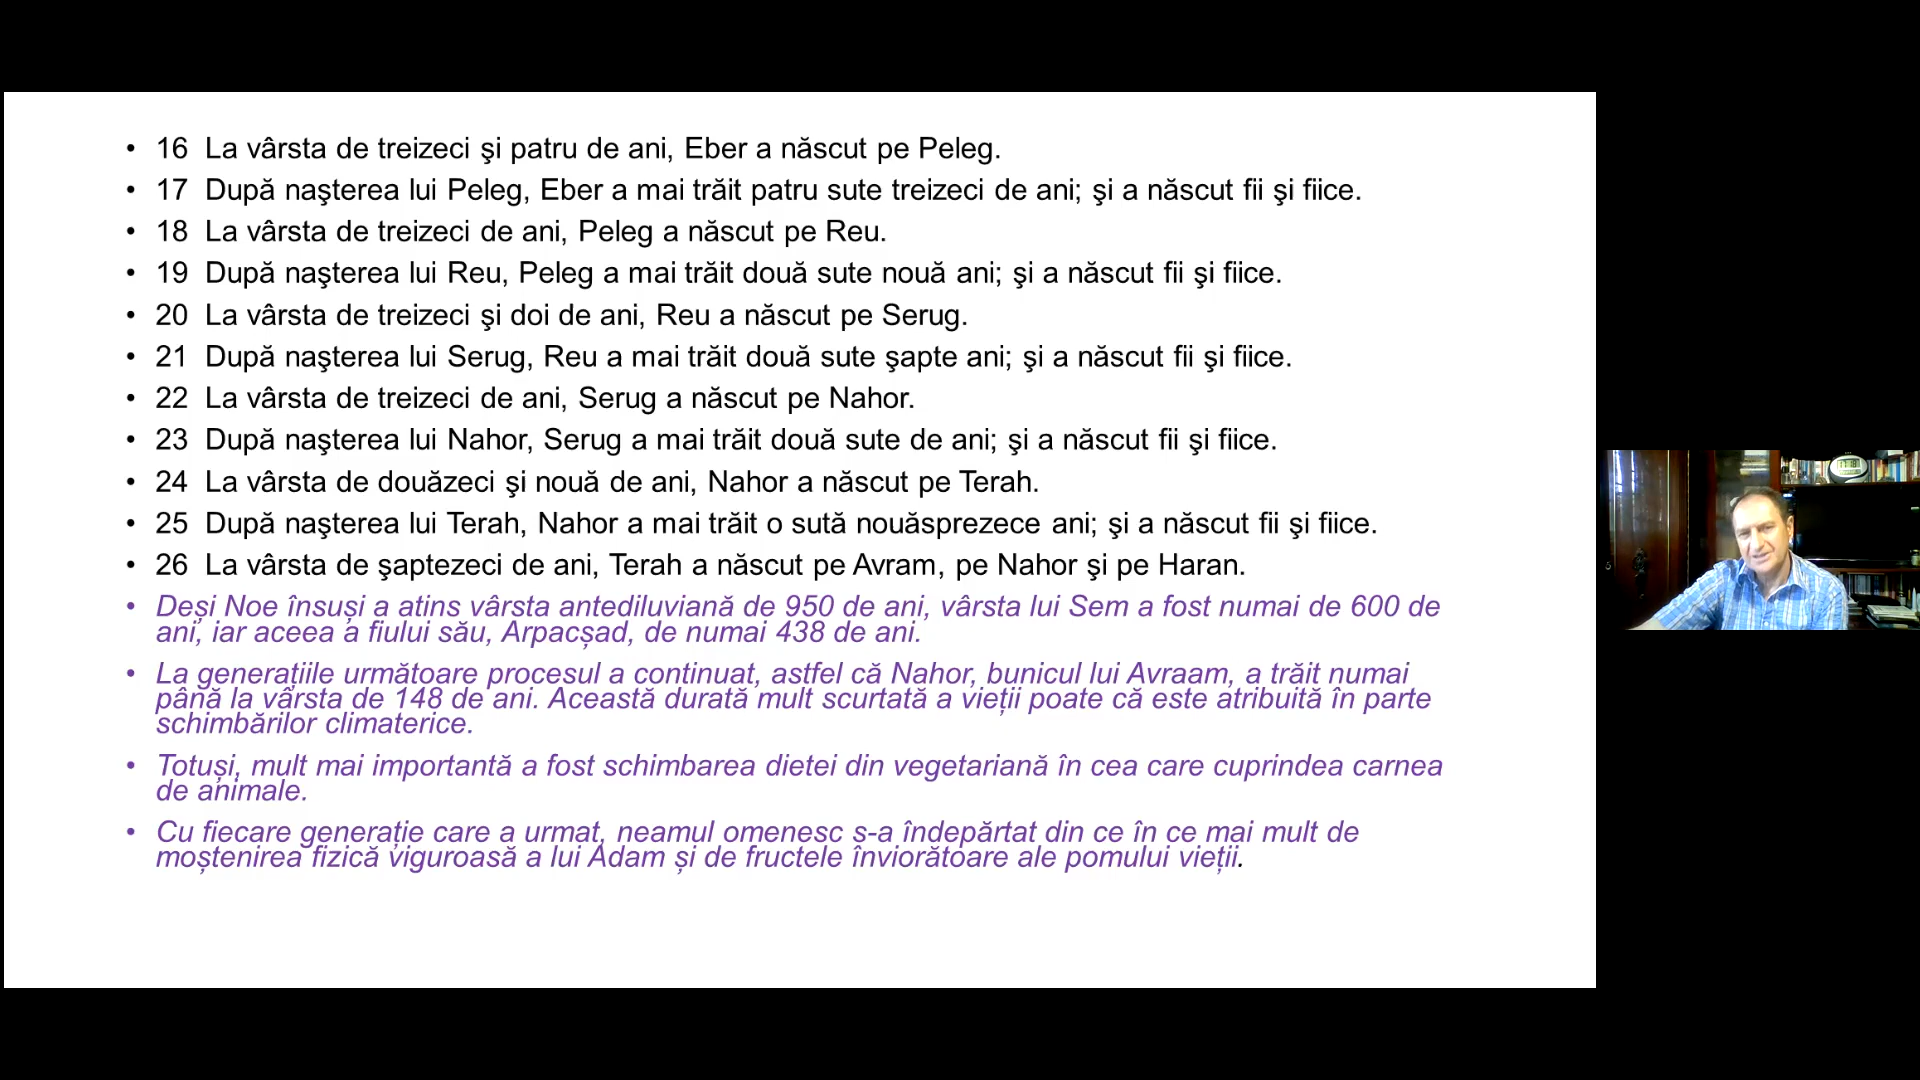 • 16 La vârsta de treizeci şi patru de ani, Eber a născut pe Peleg.
• 17 După naşterea lui Peleg, Eber a mai trăit patru sute treizeci de ani; şi a născut fii şi fiice.
• 18 La vârsta de treizeci de ani, Peleg a născut pe Reu.
• 19 După naşterea lui Reu, Peleg a mai trăit două sute nouă ani; şi a născut fii şi fiice.
• 20 La vârsta de treizeci şi doi de ani, Reu a născut pe Serug.
• 21 După naşterea lui Serug, Reu a mai trăit două sute şapte ani; şi a născut fii şi fiice.
• 22 La vârsta de treizeci de ani, Serug a născut pe Nahor.
• 23 După naşterea lui Nahor, Serug a mai trăit două sute de ani; şi a născut fii şi fiice.
• 24 La vârsta de douăzeci şi nouă de ani, Nahor a născut pe Terah.
• 25 După naşterea lui Terah, Nahor a mai trăit o sută nouăsprezece ani; şi a născut fii şi fiice.
• 26 La vârsta de şaptezeci de ani, Terah a născut pe Avram, pe Nahor şi pe Haran.
• Deși Noe însuși a atins vârsta antediluviană de 950 de ani, vârsta lui Sem a fost numai de 600 de
ani, iar aceea a fiului său, Arpacșad, de numai 438 de ani.
• La generațiile următoare procesul a continuat, astfel că Nahor, bunicul lui Avraam, a trăit numai
până la vârsta de 148 de ani. Această durată mult scurtată a vieții poate că este atribuită în parte
schimbărilor climaterice.
• Totuși, mult mai importantă a fost schimbarea dietei din vegetariană în cea care cuprindea carnea
de animale.
• Cu fiecare generație care a urmat, neamul omenesc s-a îndepărtat din ce în ce mai mult de
moștenirea fizică viguroasă a lui Adam și de fructele înviorătoare ale pomului vieții.